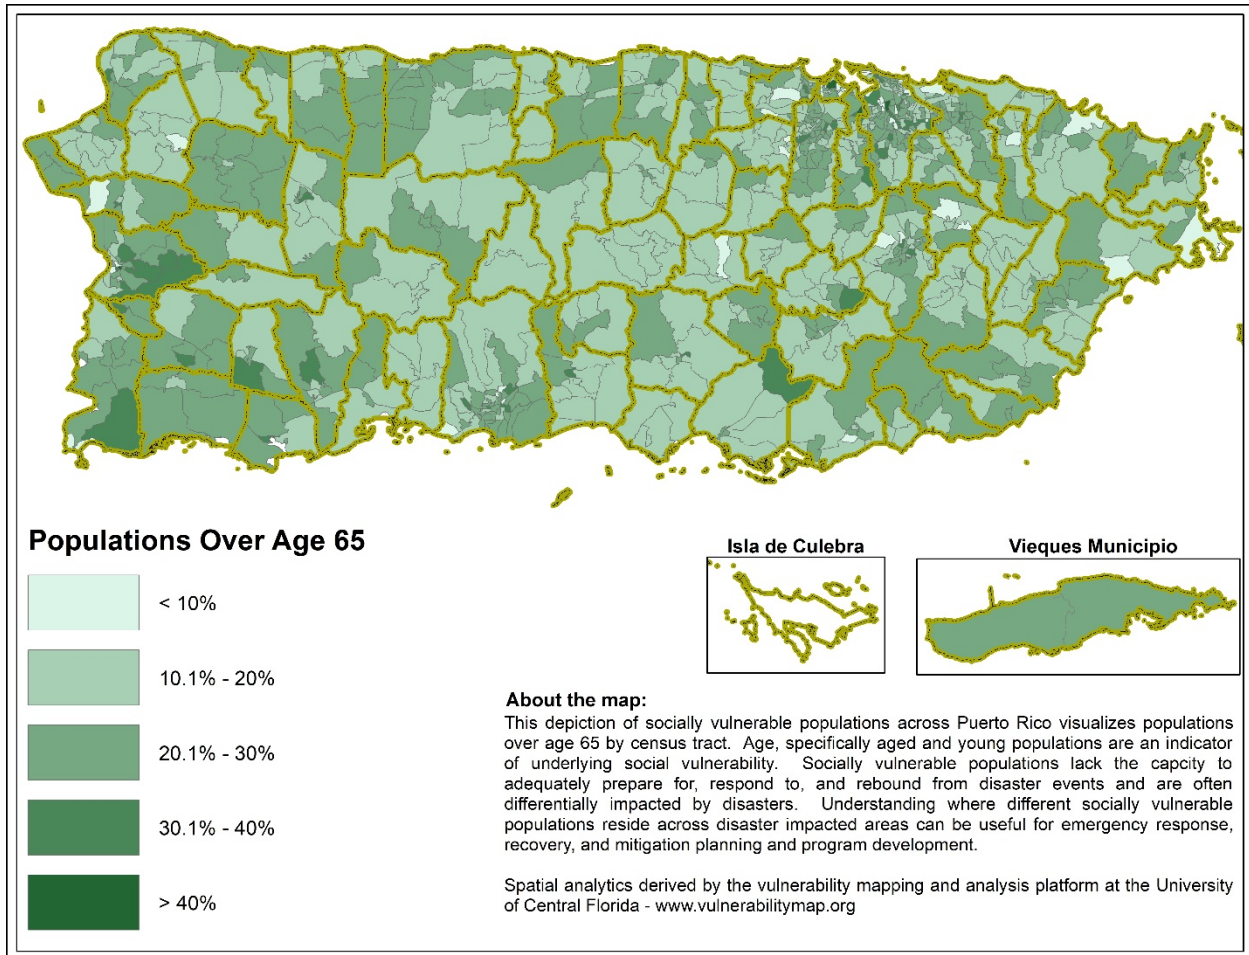 Populations Over Age 65
< 10%
10.1% - 20%
20.1% - 30%
30.1% - 40%
> 40%
Isla de Culebra
Vieques Municipio
About the map:
This depiction of socially vulnerable populations across Puerto Rico visualizes populations
over age 65 by census tract. Age, specifically aged and young populations are an indicator
of underlying social vulnerability. Socially vulnerable populations lack the capcity to
adequately prepare for, respond to, and rebound from disaster events and are often
differentially impacted by disasters. Understanding where different socially vulnerable
populations reside across disaster impacted areas can be useful for emergency response,
recovery, and mitigation planning and program development.
Spatial analytics derived by the vulnerability mapping and analysis platform at the University
of Central Florida - www.vulnerabilitymap.org